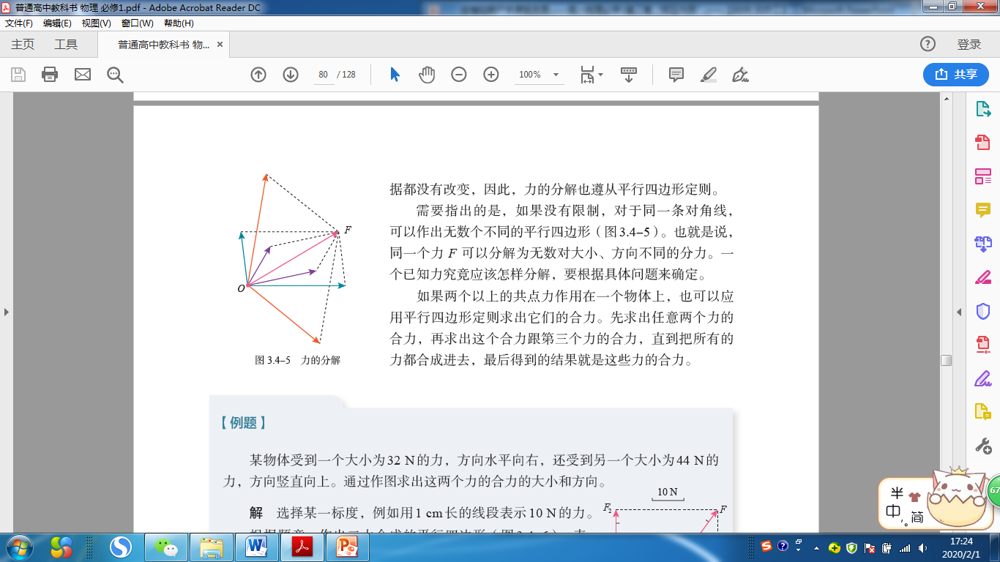 普通高中教科书 物理 必修1.pdf - Adobe Acrobat Reader DC
文件(F) 编辑(E) 视图(V) 窗口(W) 帮助(H)
主页 工具 普通高中教科书 物... × 登录
80 / 128 100% 共享
据都没有改变，因此，力的分解也遵从平行四边形定则。
需要指出的是，如果没有限制，对于同一条对角线，
可以作出无数个不同的平行四边形（图 3.4–5）。也就是说，
同一个力 F 可以分解为无数对大小、方向不同的分力。一
个已知力究竟应该怎样分解，要根据具体问题来确定。
如果两个以上的共点力作用在一个物体上，也可以应
用平行四边形定则求出它们的合力。先求出任意两个力的
合力，再求出这个合力跟第三个力的合力，直到把所有的
力都合成进去，最后得到的结果就是这些力的合力。
F
O
图 3.4–5 力的分解
【例题】
某物体受到一个大小为 32 N 的力，方向水平向右，还受到另一个大小为 44 N 的
力，方向竖直向上。通过作图求出这两个力的合力的大小和方向。
解 选择某一标度，例如用 1 cm 长的线段表示 10 N 的力。
10 N
F2 F
半
中 ，。简
67
17:24
2020/2/1